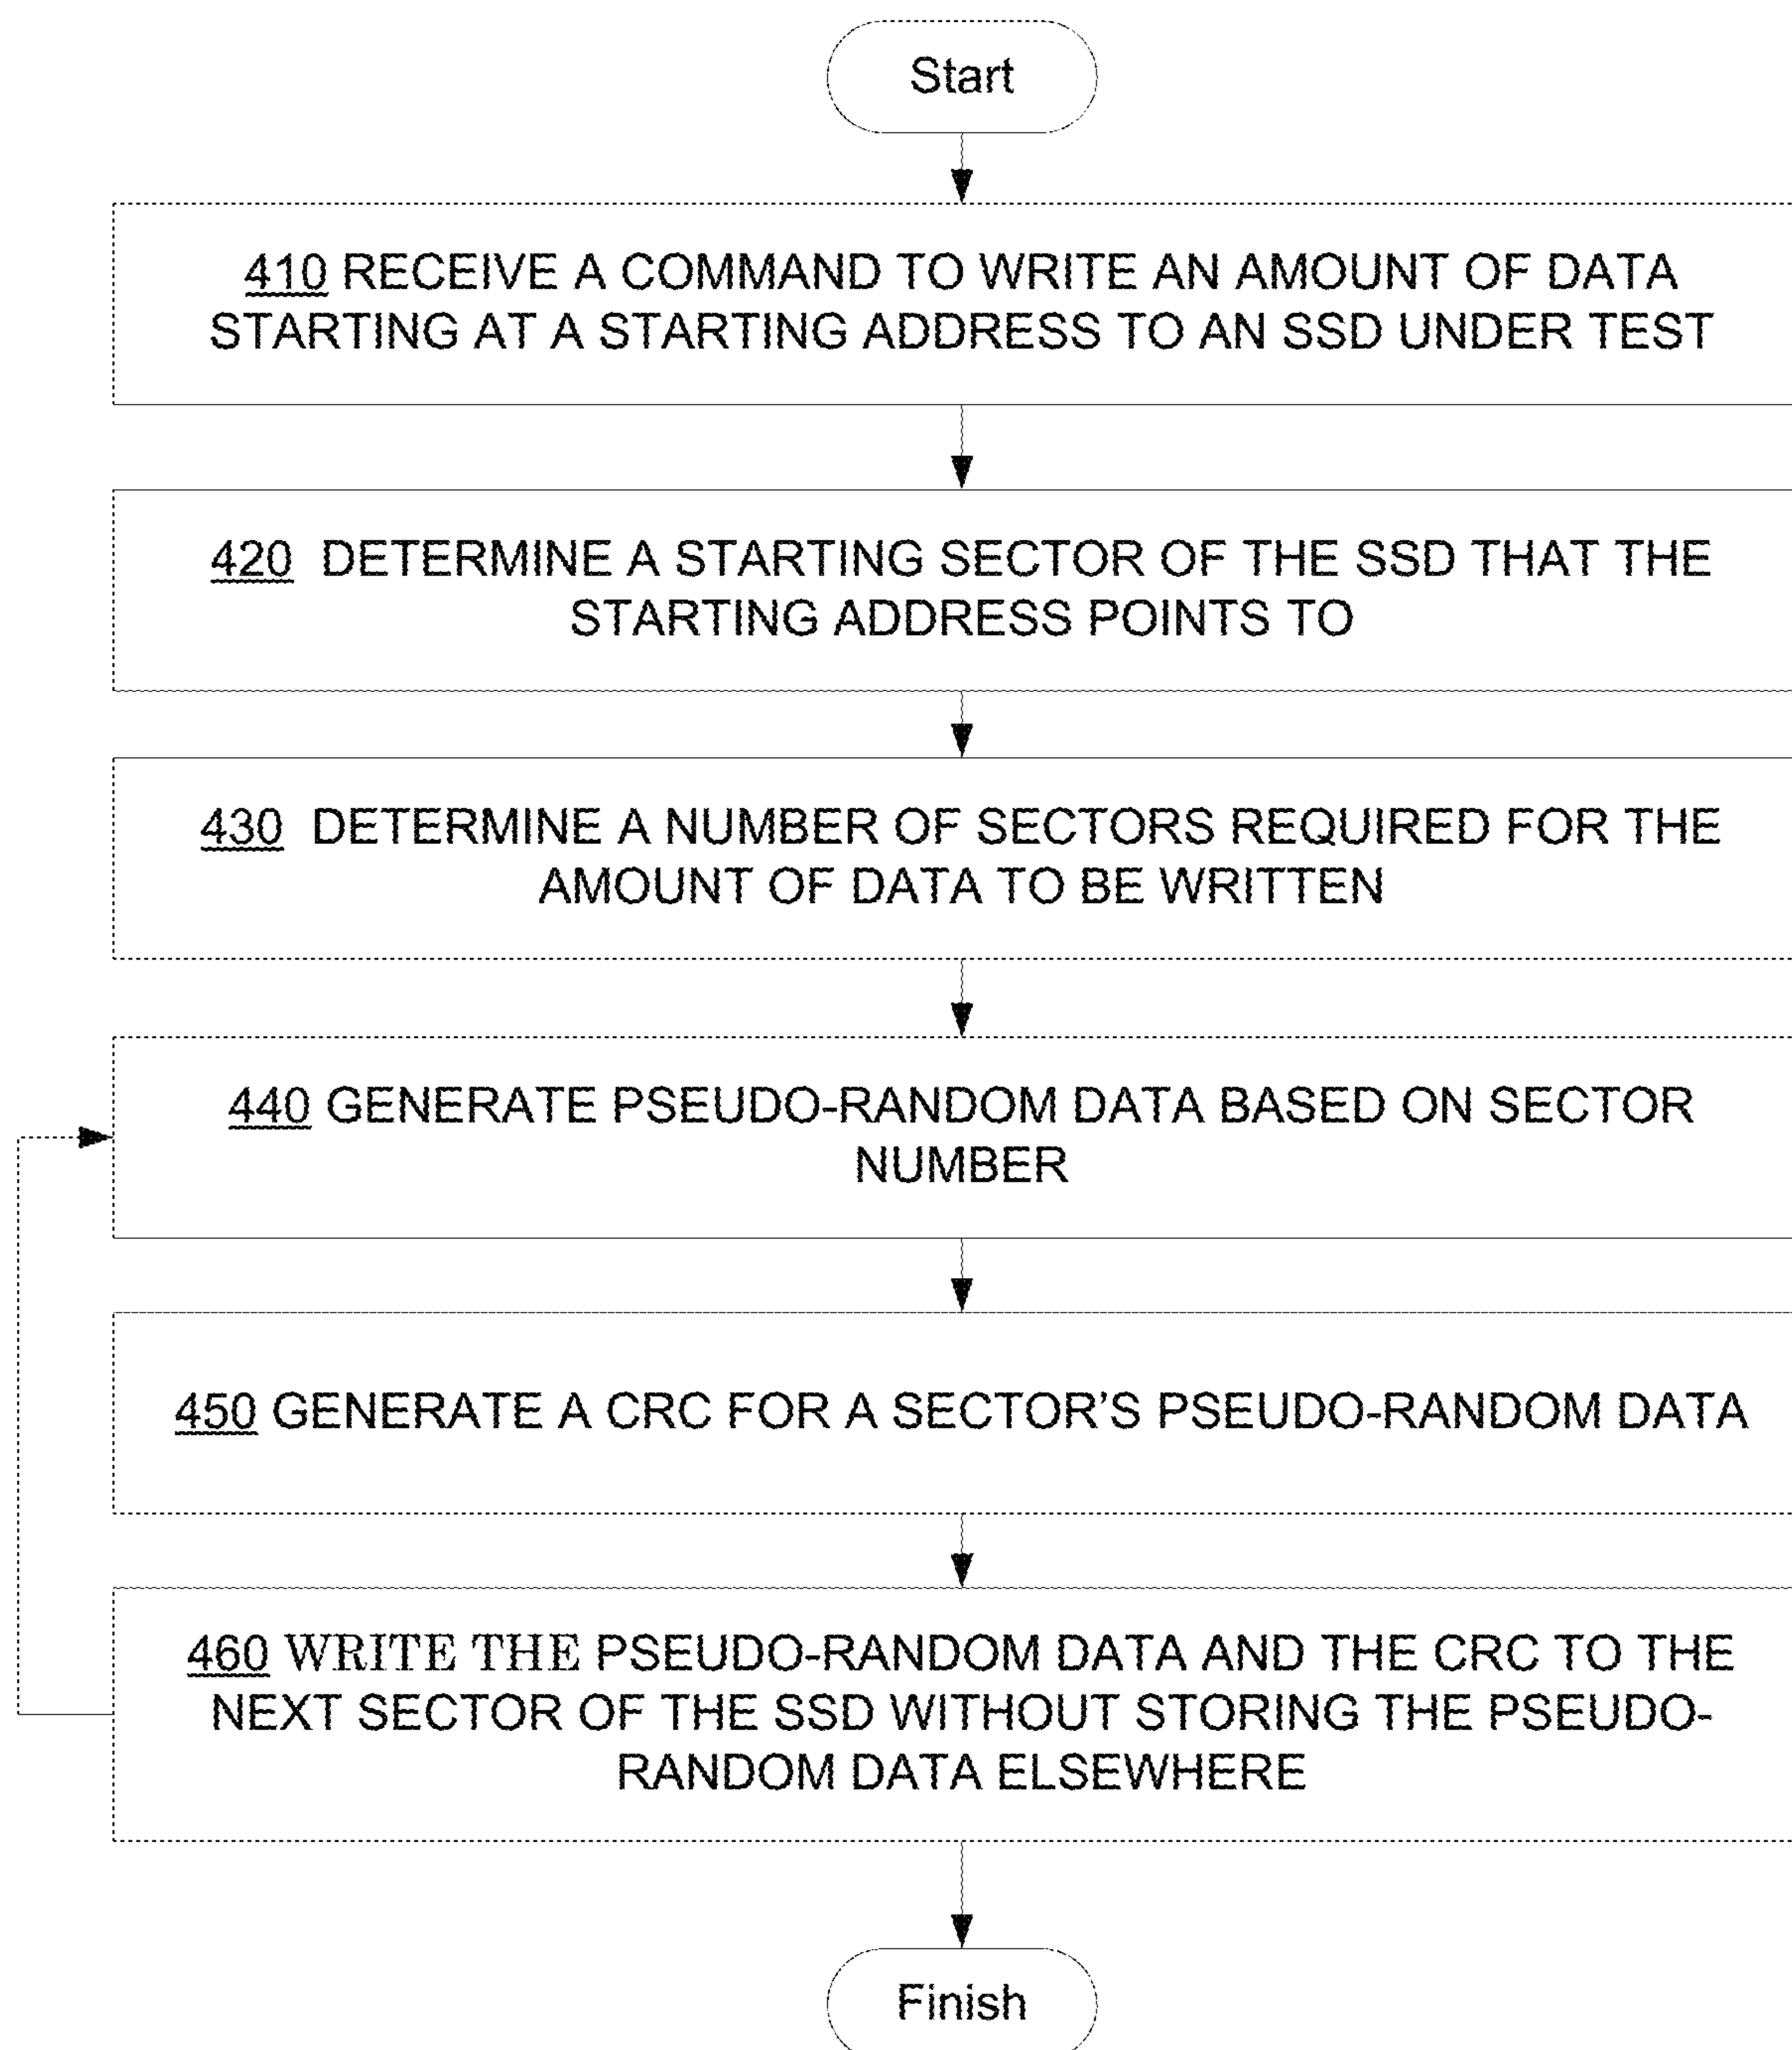 Start
410 RECEIVE A COMMAND TO WRITE AN AMOUNT OF DATA
STARTING AT A STARTING ADDRESS TO AN SSD UNDER TEST
420 DETERMINE A STARTING SECTOR OF THE SSD THAT THE
STARTING ADDRESS POINTS TO
430 DETERMINE A NUMBER OF SECTORS REQUIRED FOR THE
AMOUNT OF DATA TO BE WRITTEN
440 GENERATE PSEUDO-RANDOM DATA BASED ON SECTOR
NUMBER
450 GENERATE A CRC FOR A SECTOR'S PSEUDO-RANDOM DATA
460 WRITE THE PSEUDO-RANDOM DATA AND THE CRC TO THE
NEXT SECTOR OF THE SSD WITHOUT STORING THE PSEUDO-
RANDOM DATA ELSEWHERE
Finish